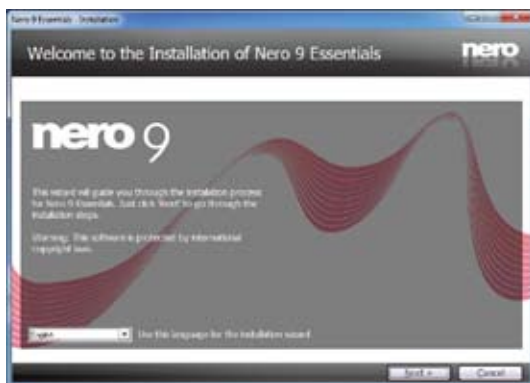 Nero 9 Essentials - Installation
Welcome to the Installation of Nero 9 Essentials
nero
nero 9
This wizard will guide you through the installation process
for Nero 9 Essentials. Just click 'Next' to go through the
installation steps.
Warning: This software is protected by international
copyright laws.
English
Use this language for the installation wizard
Next >
Cancel